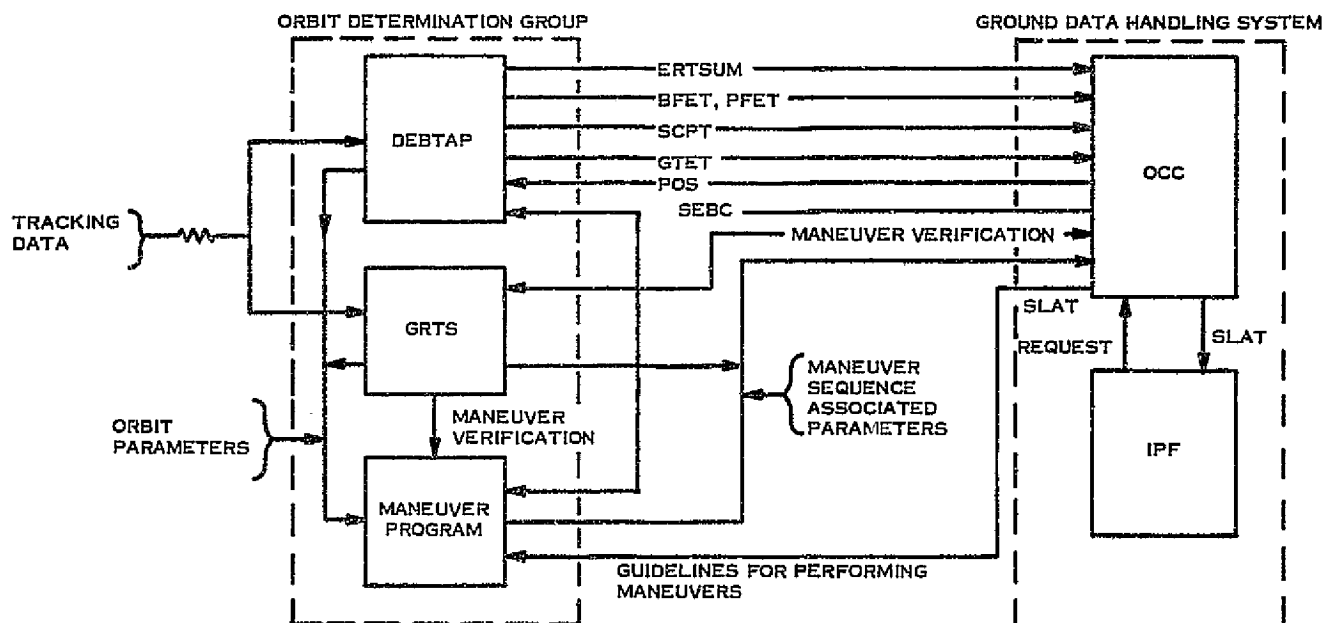 ORBIT DETERMINATION GROUP
GROUND DATA HANDLING SYSTEM
ERTSUM
BFET, PFET
DEBTAP
SCPT
GTET
OCC
POS
SEBC
TRACKING
DATA
MANEUVER VERIFICATION
GRTS
SLAT
REQUEST
SLAT
MANEUVER
SEQUENCE
ASSOCIATED
PARAMETERS
MANEUVER
VERIFICATION
ORBIT
PARAMETERS
IPF
MANEUVER
PROGRAM
GUIDELINES FOR PERFORMING
MANEUVERS